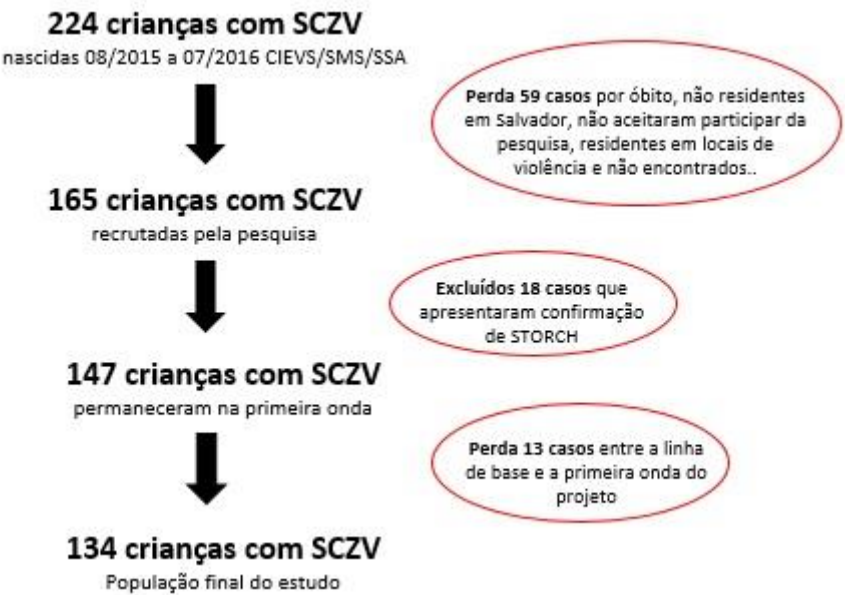 224 crianças com SCZV
nascidas 08/2015 a 07/2016 CIEVS/SMS/SSA
Perda 59 casos por óbito, não residentes
em Salvador, não aceitaram participar da
pesquisa, residentes em locais de
violência e não encontrados..
165 crianças com SCZV
recrutadas pela pesquisa
Excluídos 18 casos que
apresentaram confirmação
de STORCH
147 crianças com SCZV
permaneceram na primeira onda
Perda 13 casos entre a linha
de base e a primeira onda do
projeto
134 crianças com SCZV
População final do estudo